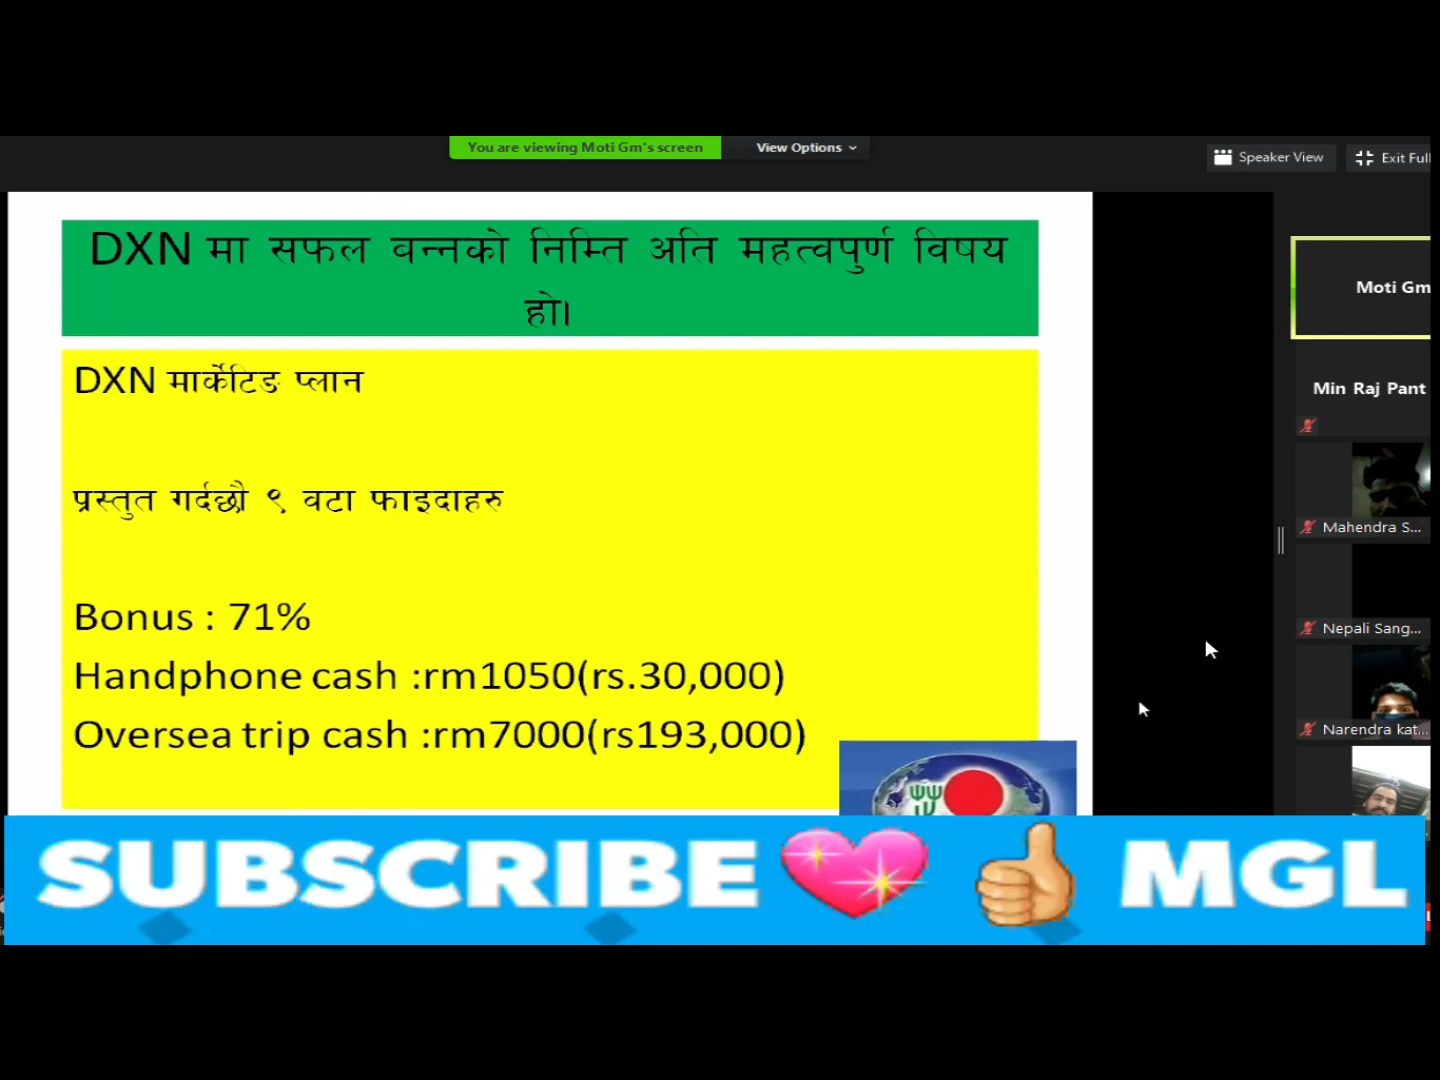 You are viewing Moti Gm's screen
View Options
Speaker View
Exit Full
DXN मा सफल वन्नको निम्ति अति महत्वपुर्ण विषय
हो।
DXN मार्केटिङ प्लान
प्रस्तुत गर्दछौ ९ वटा फाइदाहरु
Bonus : 71%
Handphone cash :rm1050(rs.30,000)
Oversea trip cash :rm7000(rs193,000)
Moti Gm
Min Raj Pant
Mahendra S...
Nepali Sang...
Narendra kat...
SUBSCRIBE MGL